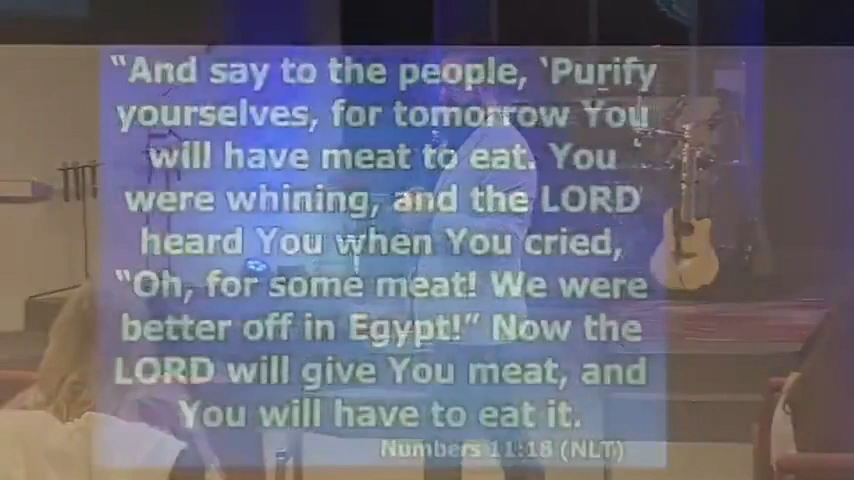 “And say to the people, ‘Purify
yourselves, for tomorrow You
will have meat to eat. You
were whining, and the LORD
heard You when You cried,
“Oh, for some meat! We were
better off in Egypt!” Now the
LORD will give You meat, and
You will have to eat it.
Numbers 11:18 (NLT)